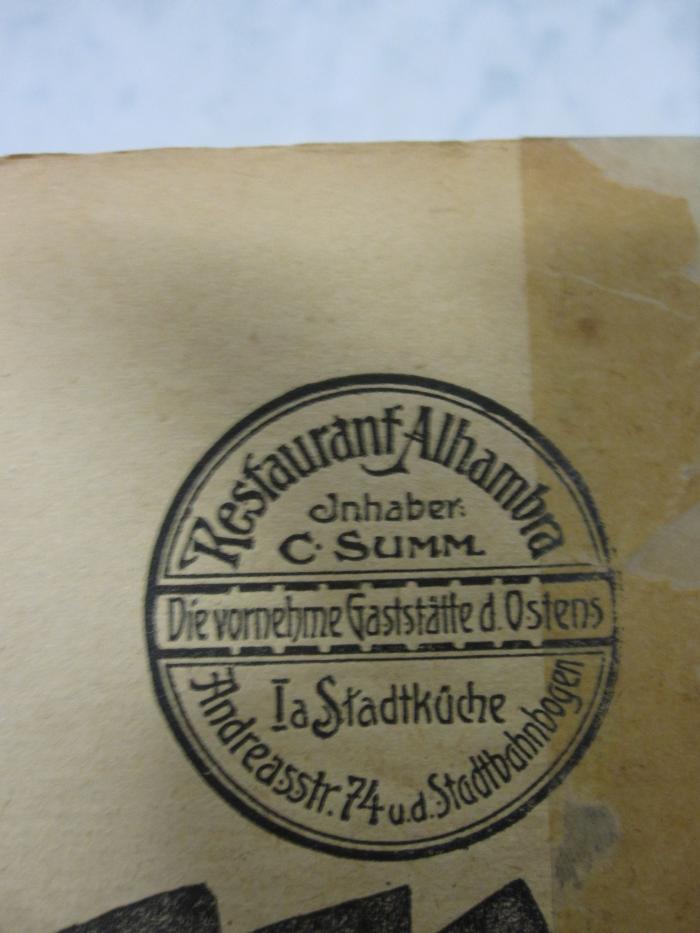 Restaurant Alhambra
Inhaber:
C. SUMM.
Die vornehme Gaststätte d. Ostens
Ia Stadtküche
Andreasstr. 74 u.d. Stadtbahnbogen